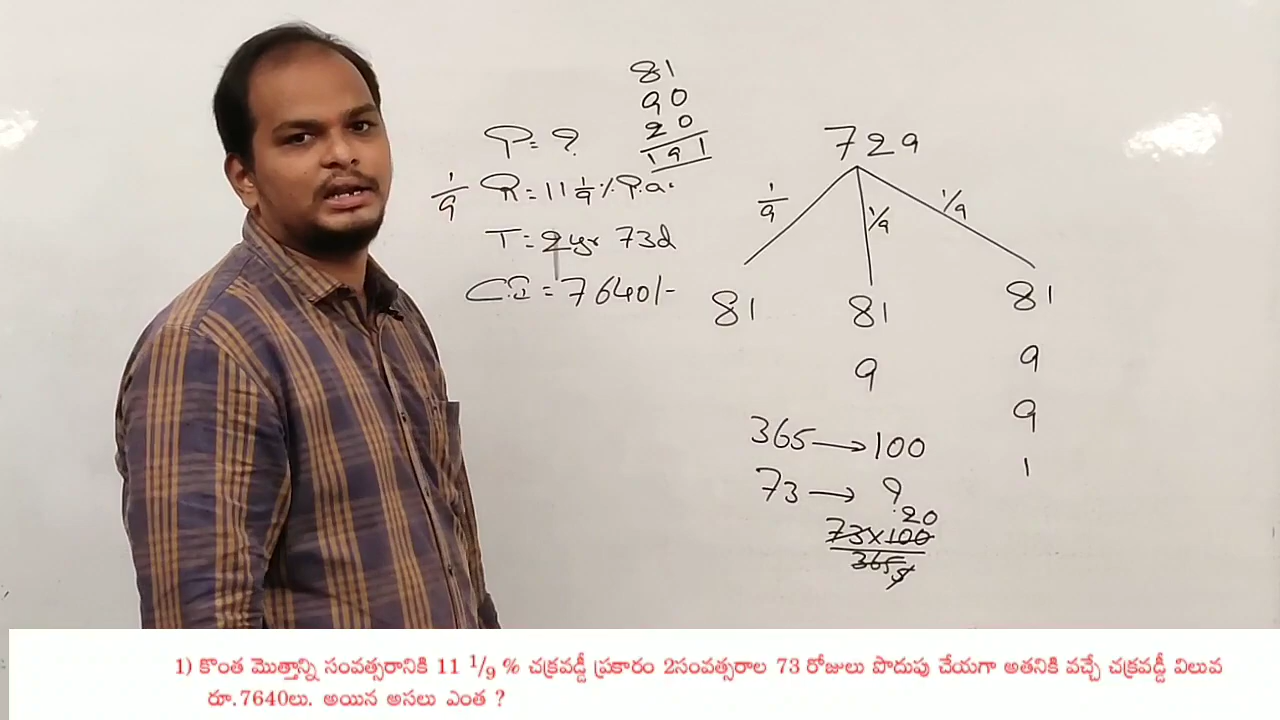 81
90
20
191
P= ?
1/9 R=11 1/9 % P.a.
T=2yr 73d
C.I =7640/-
729
1/9 1/9 1/9
81 81 81
9 9
9
1
365→100
73→ ?
20
73×100
365 5
1) కొంత మొత్తాన్ని సంవత్సరానికి 11 1/9 % చక్రవడ్డీ ప్రకారం 2సంవత్సరాల 73 రోజులు పొదుపు చేయగా అతనికి వచ్చే చక్రవడ్డీ విలువ
రూ.7640లు. అయిన అసలు ఎంత ?